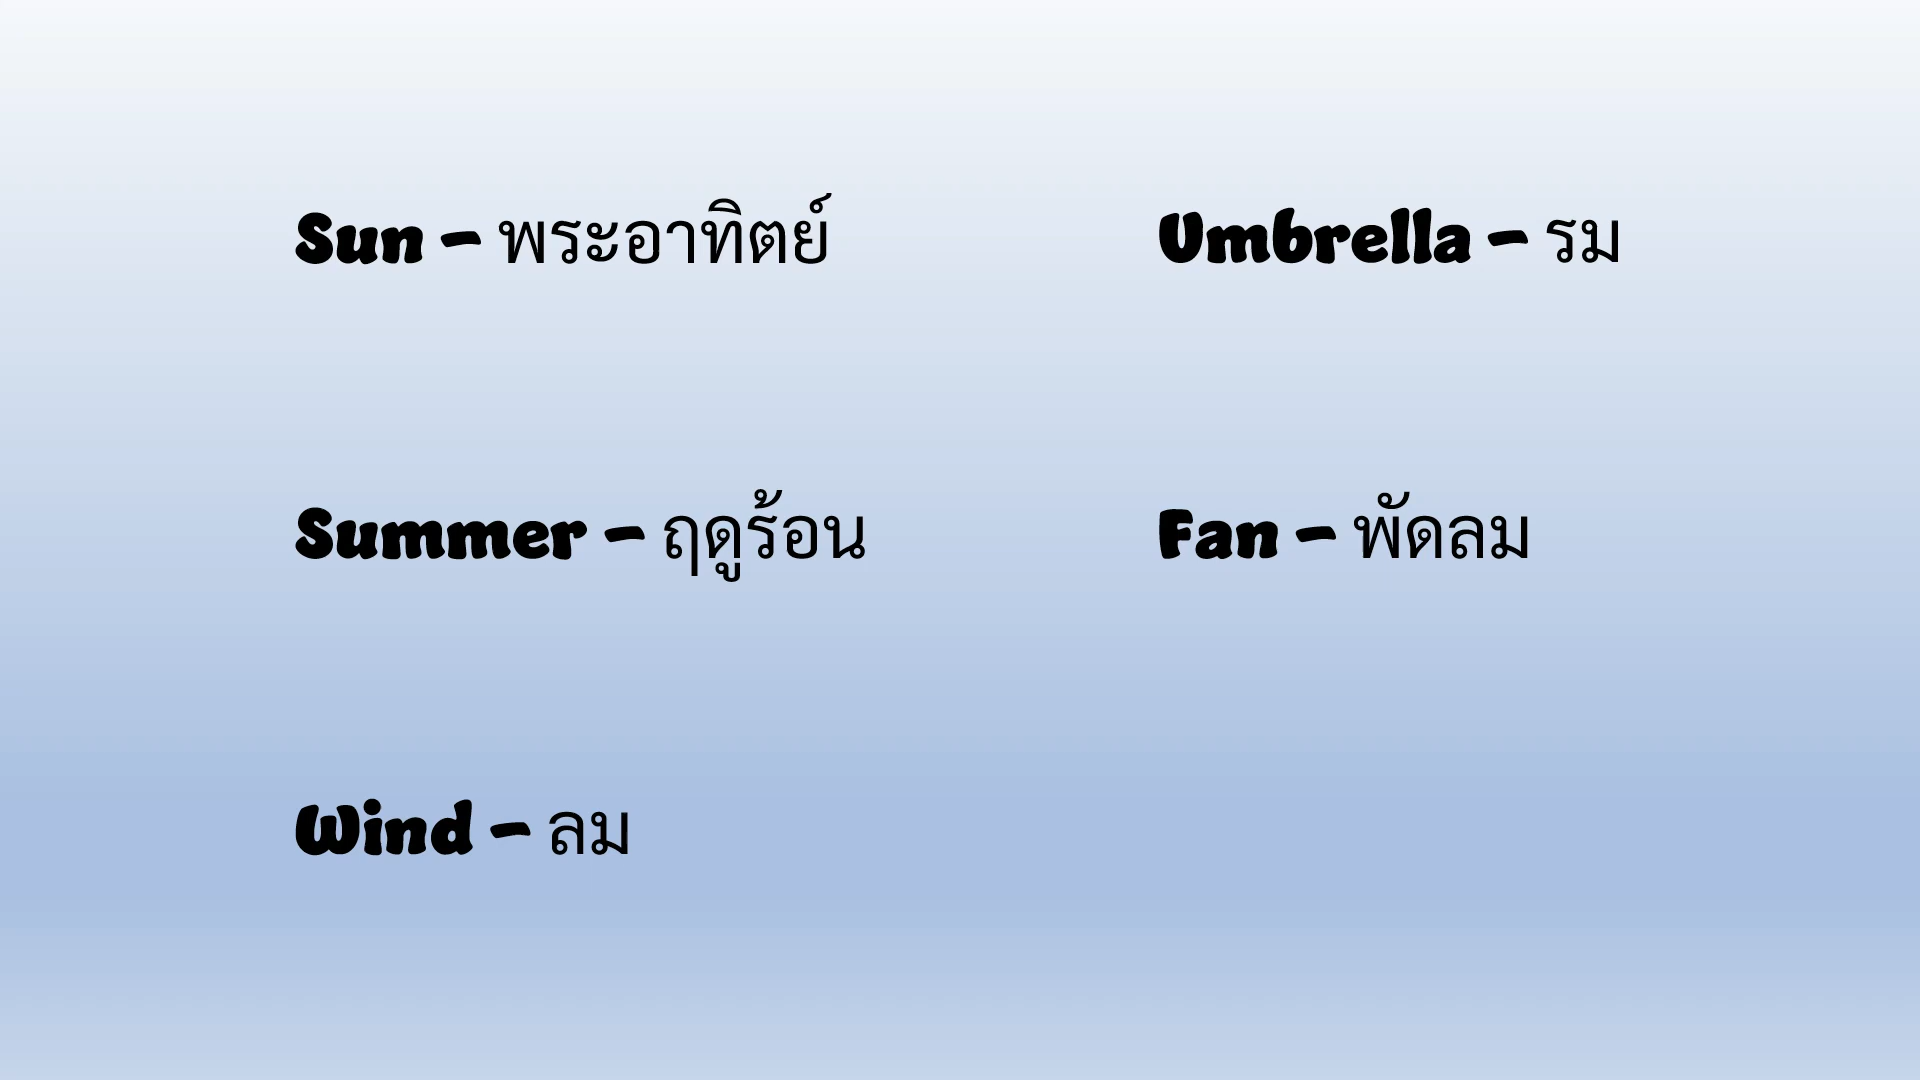 Sun – พระอาทิตย์
Umbrella – รม
Summer – ฤดูร้อน
Fan – พัดลม
Wind – ลม